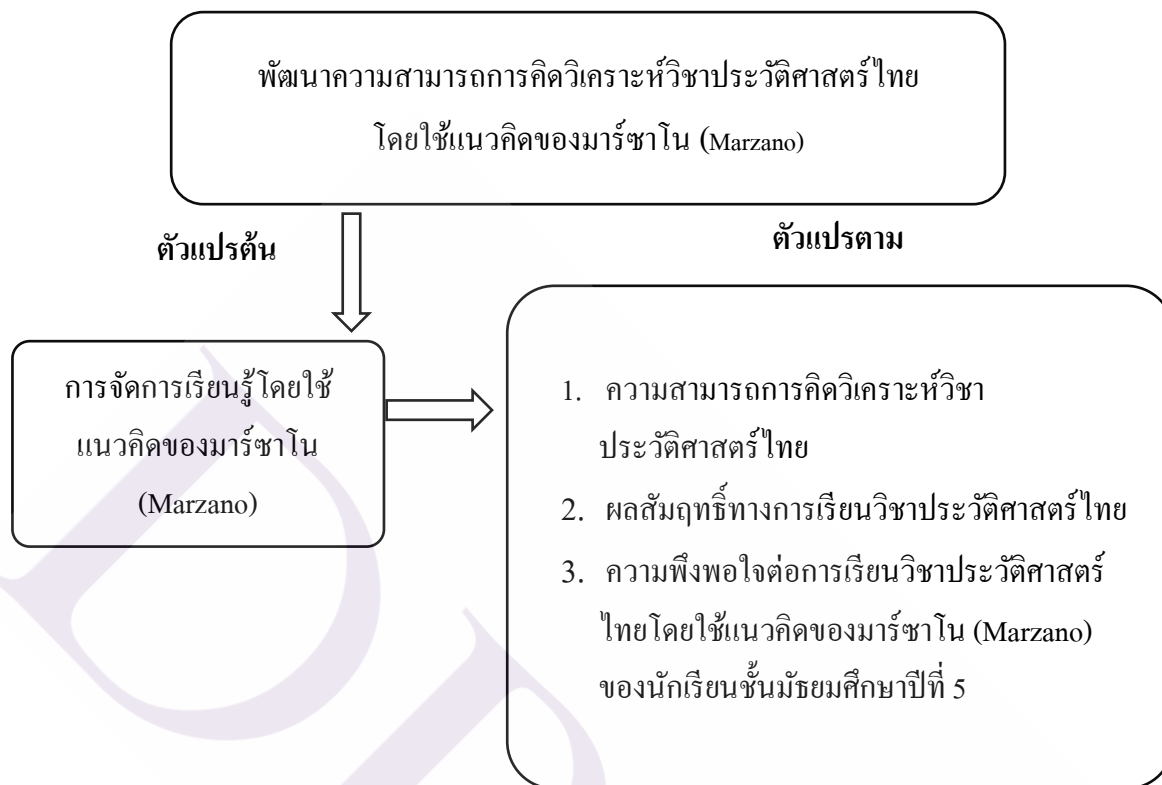 พัฒนาความสามารถการคิดวิเคราะห์วิชาประวัติศาสตร์ไทย
โดยใช้แนวคิดของมาร์ซาโน (Marzano)
ตัวแปรต้น
ตัวแปรตาม
การจัดการเรียนรู้โดยใช้
แนวคิดของมาร์ซาโน
(Marzano)
1. ความสามารถการคิดวิเคราะห์วิชา
ประวัติศาสตร์ไทย
2. ผลสัมฤทธิ์ทางการเรียนวิชาประวัติศาสตร์ไทย
3. ความพึงพอใจต่อการเรียนวิชาประวัติศาสตร์
ไทยโดยใช้แนวคิดของมาร์ซาโน (Marzano)
ของนักเรียนชั้นมัธยมศึกษาปีที่ 5